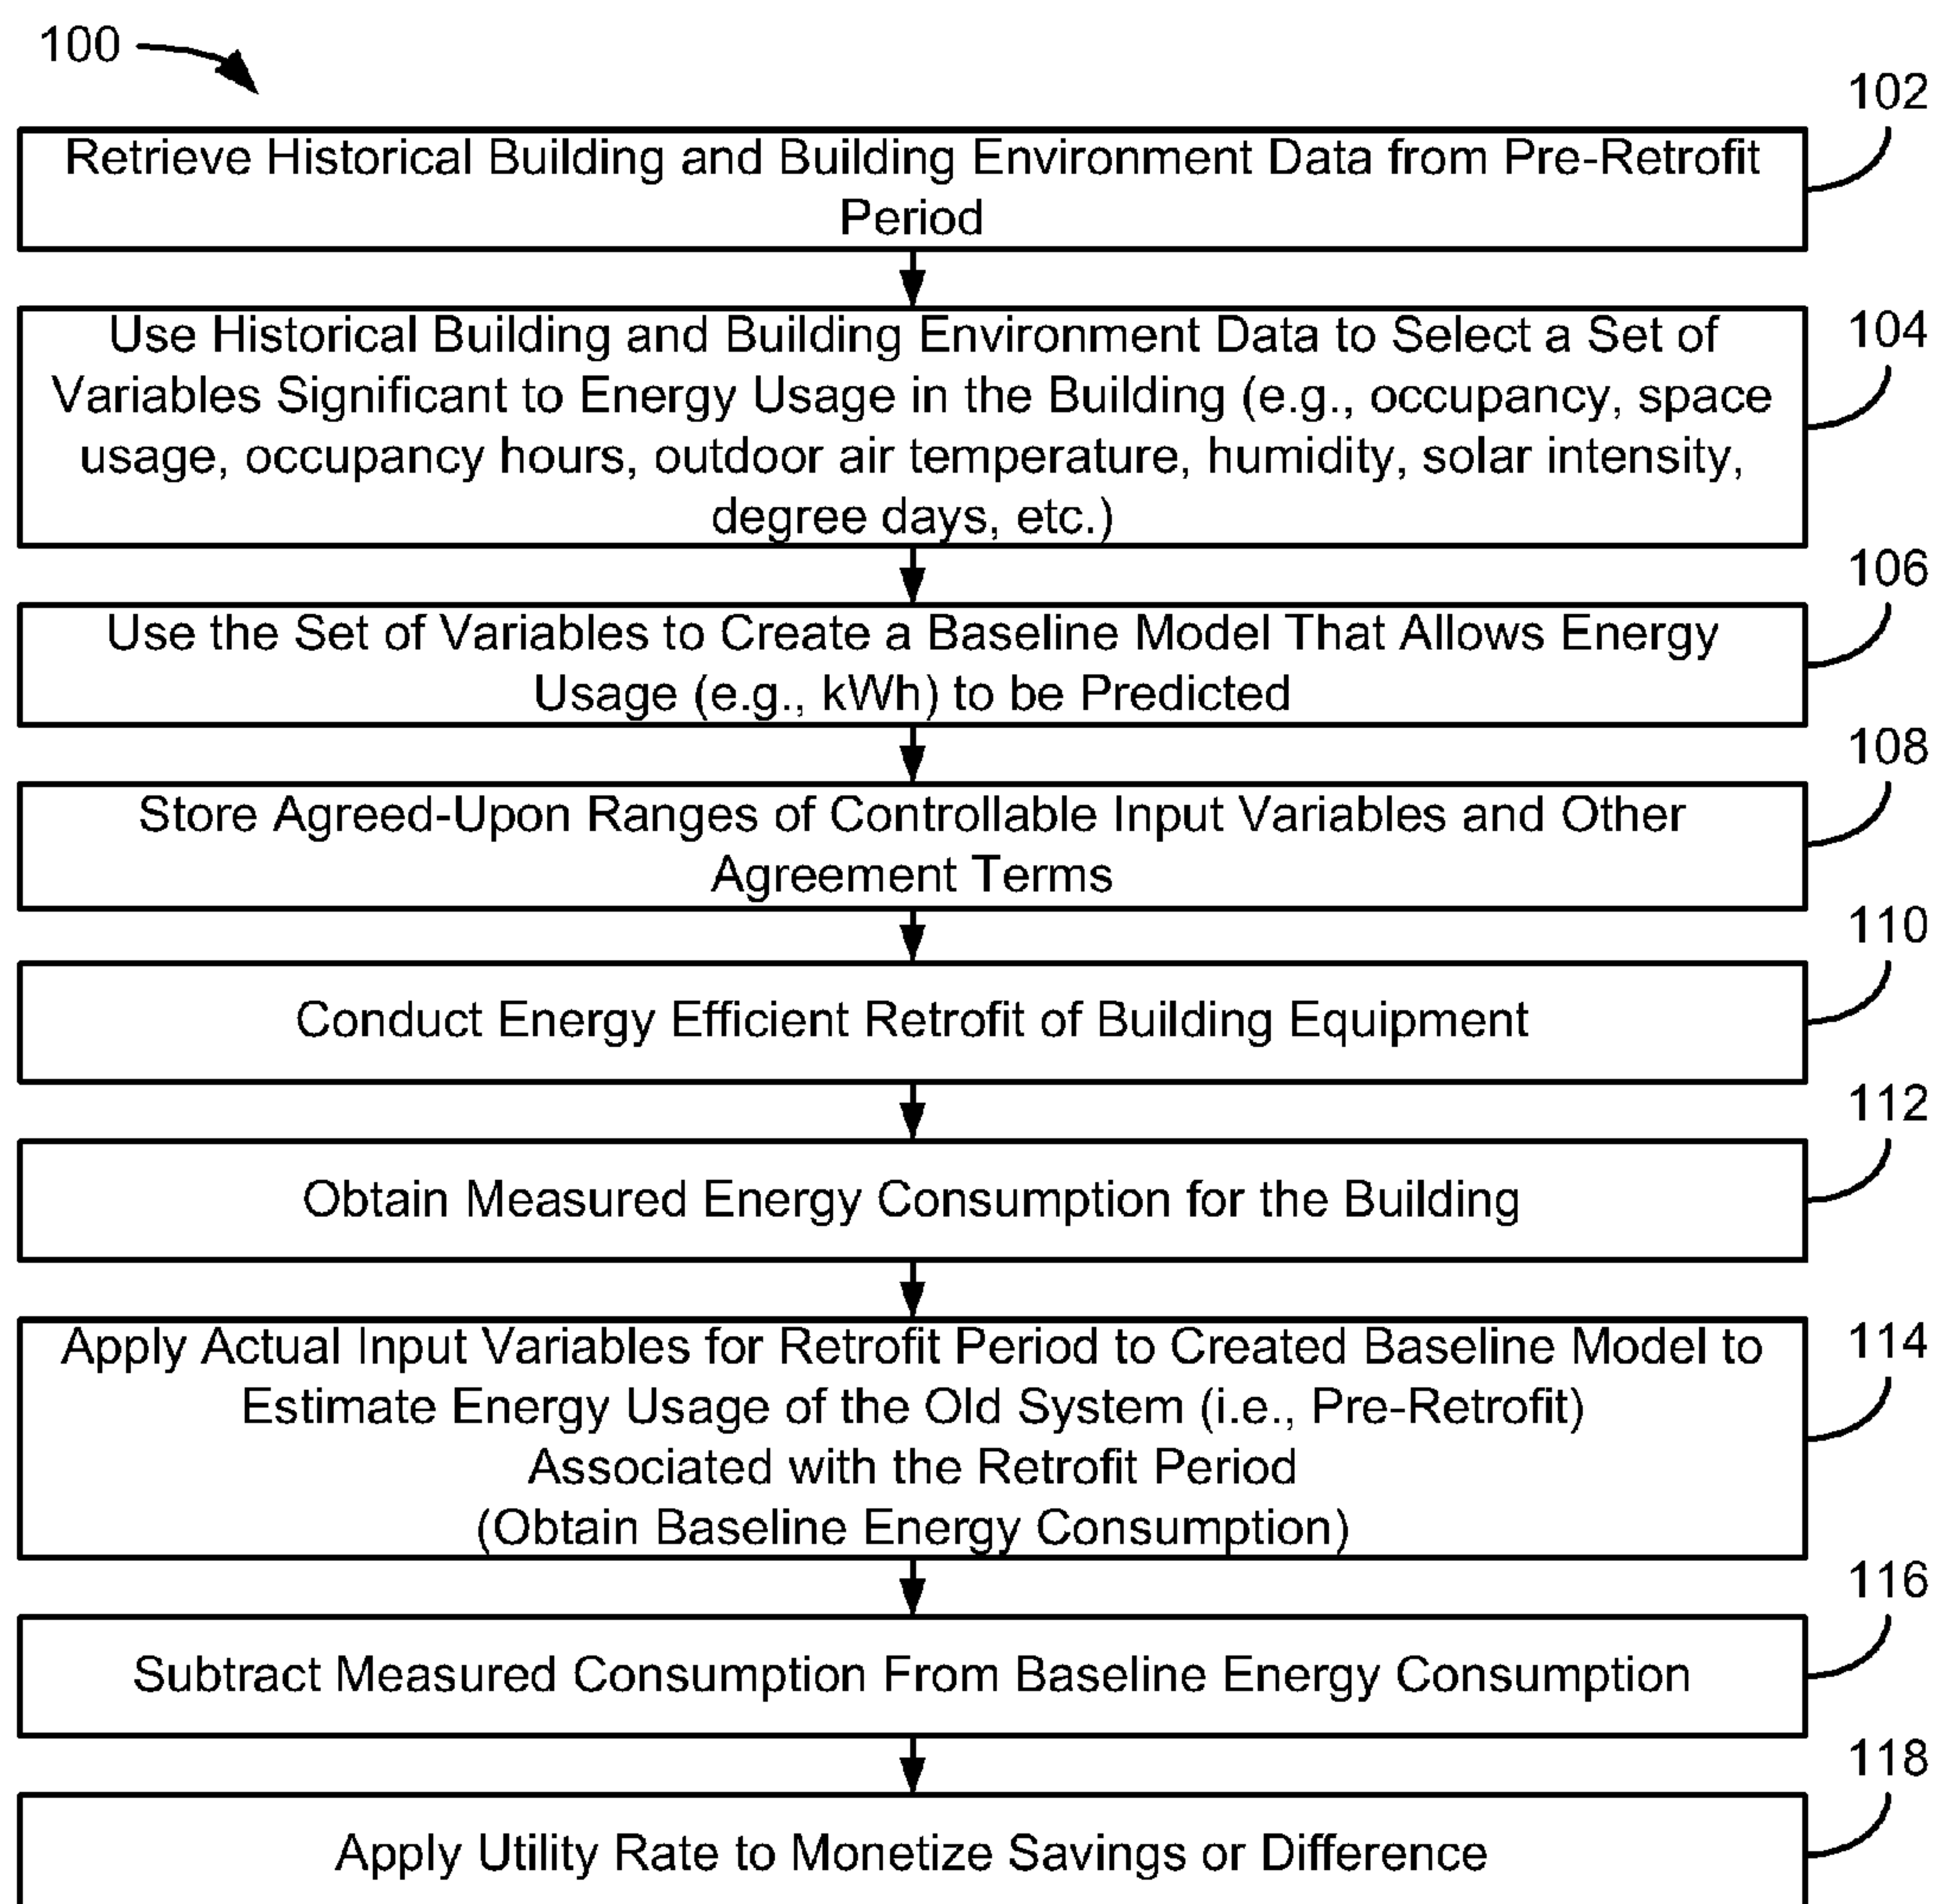 100
102
Retrieve Historical Building and Building Environment Data from Pre-Retrofit
Period
104
Use Historical Building and Building Environment Data to Select a Set of
Variables Significant to Energy Usage in the Building (e.g., occupancy, space
usage, occupancy hours, outdoor air temperature, humidity, solar intensity,
degree days, etc.)
106
Use the Set of Variables to Create a Baseline Model That Allows Energy
Usage (e.g., kWh) to be Predicted
108
Store Agreed-Upon Ranges of Controllable Input Variables and Other
Agreement Terms
110
Conduct Energy Efficient Retrofit of Building Equipment
112
Obtain Measured Energy Consumption for the Building
114
Apply Actual Input Variables for Retrofit Period to Created Baseline Model to
Estimate Energy Usage of the Old System (i.e., Pre-Retrofit)
Associated with the Retrofit Period
(Obtain Baseline Energy Consumption)
116
Subtract Measured Consumption From Baseline Energy Consumption
118
Apply Utility Rate to Monetize Savings or Difference